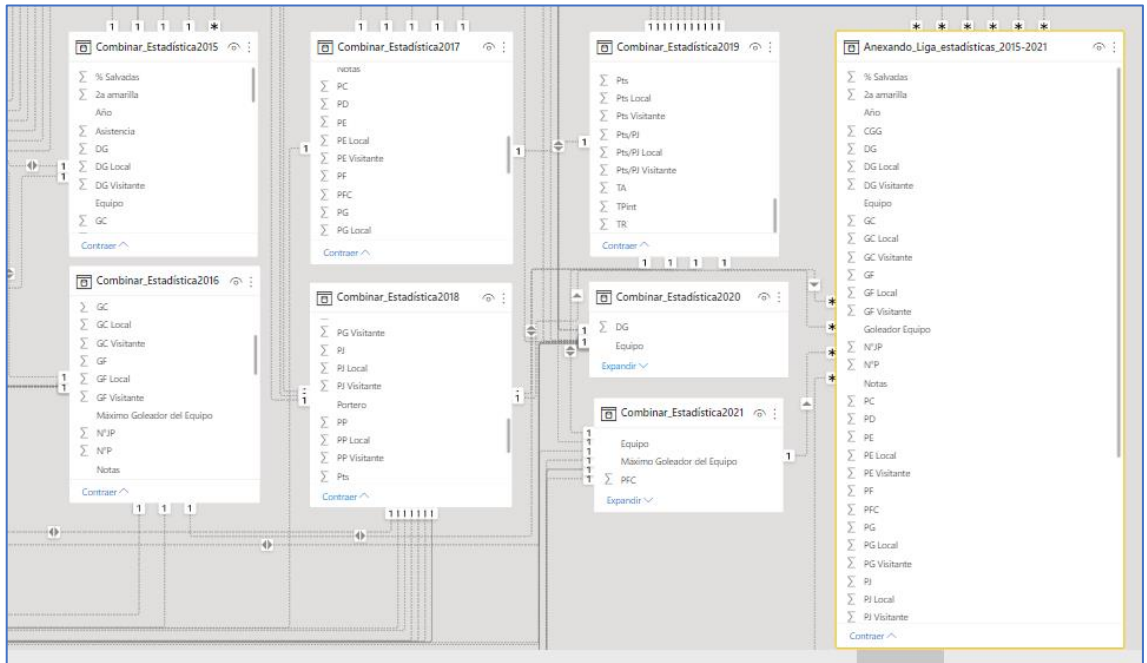 Combinar_Estadística2015
% Salvadas
2a amarilla
Año
Asistencia
DG
DG Local
DG Visitante
Equipo
GC
Contraer
Combinar_Estadística2016
GC
GC Local
GC Visitante
GF
GF Local
GF Visitante
Máximo Goleador del Equipo
N°JP
N°P
Notas
Contraer
Combinar_Estadística2017
Notas
PC
PD
PE
PE Local
PE Visitante
PF
PFC
PG
PG Local
Contraer
Combinar_Estadística2018
PG Visitante
PJ
PJ Local
PJ Visitante
Portero
PP
PP Local
PP Visitante
Pts
Contraer
Combinar_Estadística2019
Pts
Pts Local
Pts Visitante
Pts/PJ
Pts/PJ Local
Pts/PJ Visitante
TA
TPint
TR
Contraer
Combinar_Estadística2020
DG
Equipo
Expandir
Combinar_Estadística2021
Equipo
Máximo Goleador del Equipo
PFC
Expandir
Anexando_Liga_estadísticas_2015-2021
% Salvadas
2a amarilla
Año
CGG
DG
DG Local
DG Visitante
Equipo
GC
GC Local
GC Visitante
GF
GF Local
GF Visitante
Goleador Equipo
N°JP
N°P
Notas
PC
PD
PE
PE Local
PE Visitante
PF
PFC
PG
PG Local
PG Visitante
PJ
PJ Local
PJ Visitante
Contraer